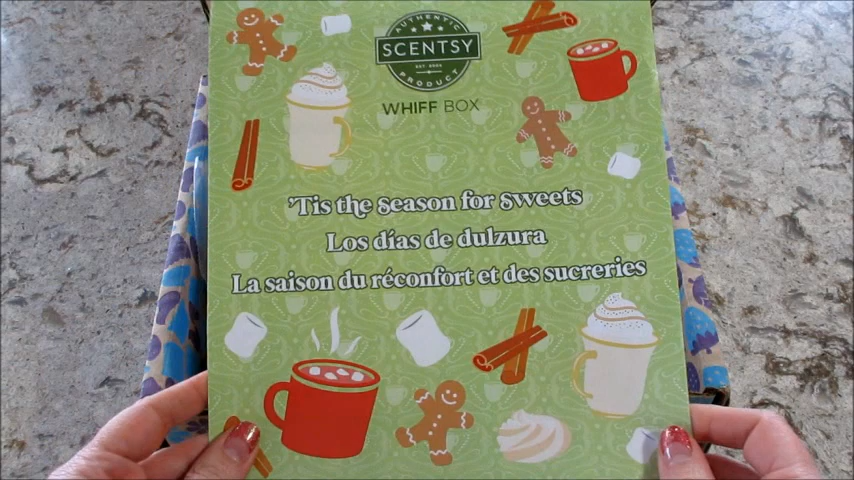 AUTHENTIC
SCENTSY
EST. 2004
PRODUCT
WHIFF BOX
'Tis the Season for Sweets
Los días de dulzura
La saison du réconfort et des sucreries